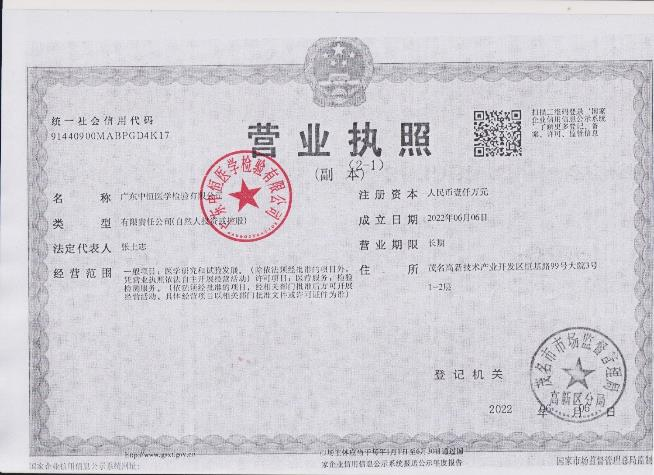 统一社会信用代码
91440900MABPGD4K17
营业执照
(副 本)
(2-1)
扫描二维码登录'国家
企业信用信息公示系统
'了解更多登记、备
案、许可、监管信息
名 称 广东中恒医学检验有限公司
类 型 有限责任公司(自然人投资或控股)
法定代表人 张土志
经营范围 一般项目：医学研究和试验发展。（除依法须经批准的项目外，
凭营业执照依法自主开展经营活动）许可项目：医疗服务；检验
检测服务。（依法须经批准的项目，经相关部门批准后方可开展
经营活动，具体经营项目以相关部门批准文件或许可证件为准）
注册资本 人民币壹仟万元
成立日期 2022年06月06日
营业期限 长期
住 所 茂名高新技术产业开发区恒基路99号大院3号
1-2层
广东中恒医学检验有限公司
登记机关
茂名市市场监督管理局
高新区分局
2022 年 06 月 日
国家企业信用信息公示系统网址：
http://www.gsxt.gov.cn
市场主体应当于每年1月1日至6月30日通过国
家企业信用信息公示系统报送公示年度报告
国家市场监督管理总局监制